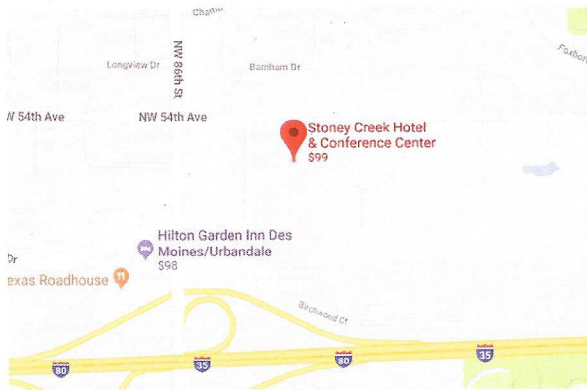 Longview Dr
NW 86th St
Barnham Dr
W 54th Ave
NW 54th Ave
Stoney Creek Hotel
& Conference Center
$99
Hilton Garden Inn Des
Moines/Urbandale
$98
Dr
exas Roadhouse
Birchwood Ct
80
35
80
35